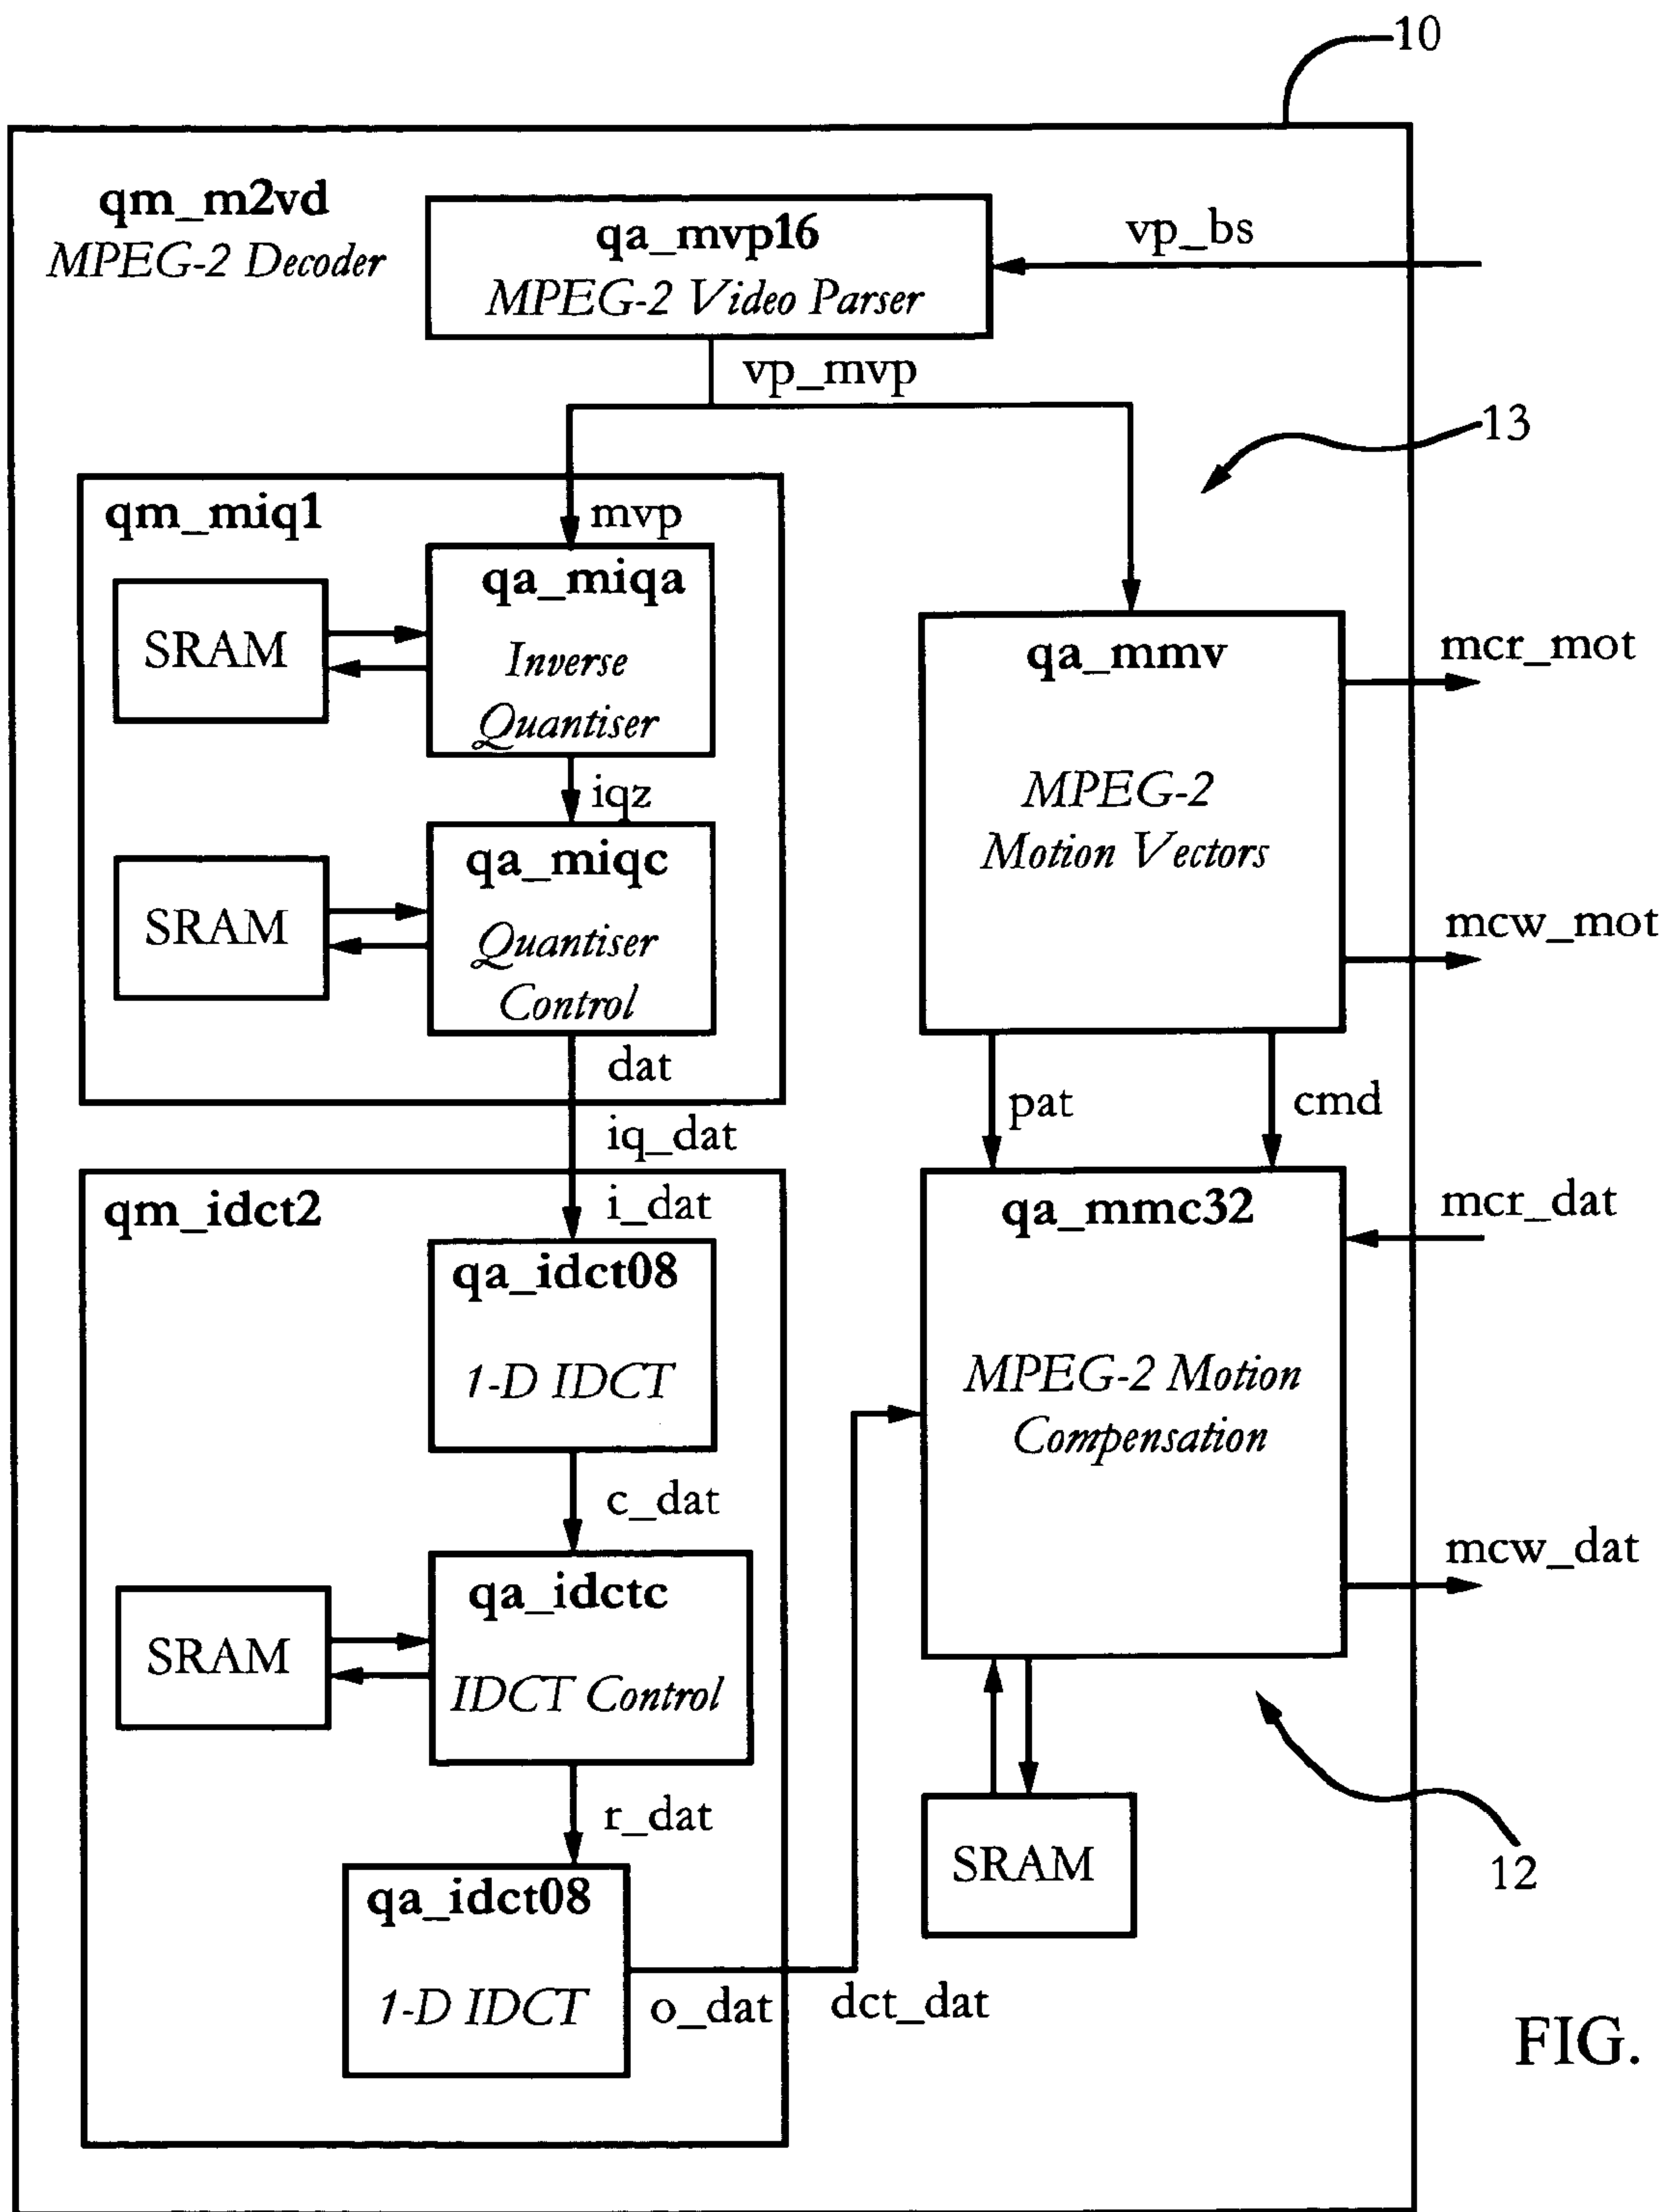 10
qm_m2vd
MPEG-2 Decoder
qa_mvp16
MPEG-2 Video Parser
vp_bs
vp_mvp
13
qm_miq1
mvp
qa_miqa
Inverse
Quantiser
SRAM
iqz
qa_miqc
Quantiser
Control
SRAM
dat
iq_dat
qa_mmv
MPEG-2
Motion Vectors
mcr_mot
mcw_mot
pat
cmd
qm_idct2
i_dat
qa_idct08
1-D IDCT
c_dat
qa_idctc
IDCT Control
SRAM
r_dat
qa_idct08
1-D IDCT
o_dat
dct_dat
qa_mmc32
MPEG-2 Motion
Compensation
mcr_dat
mcw_dat
SRAM
12
FIG.